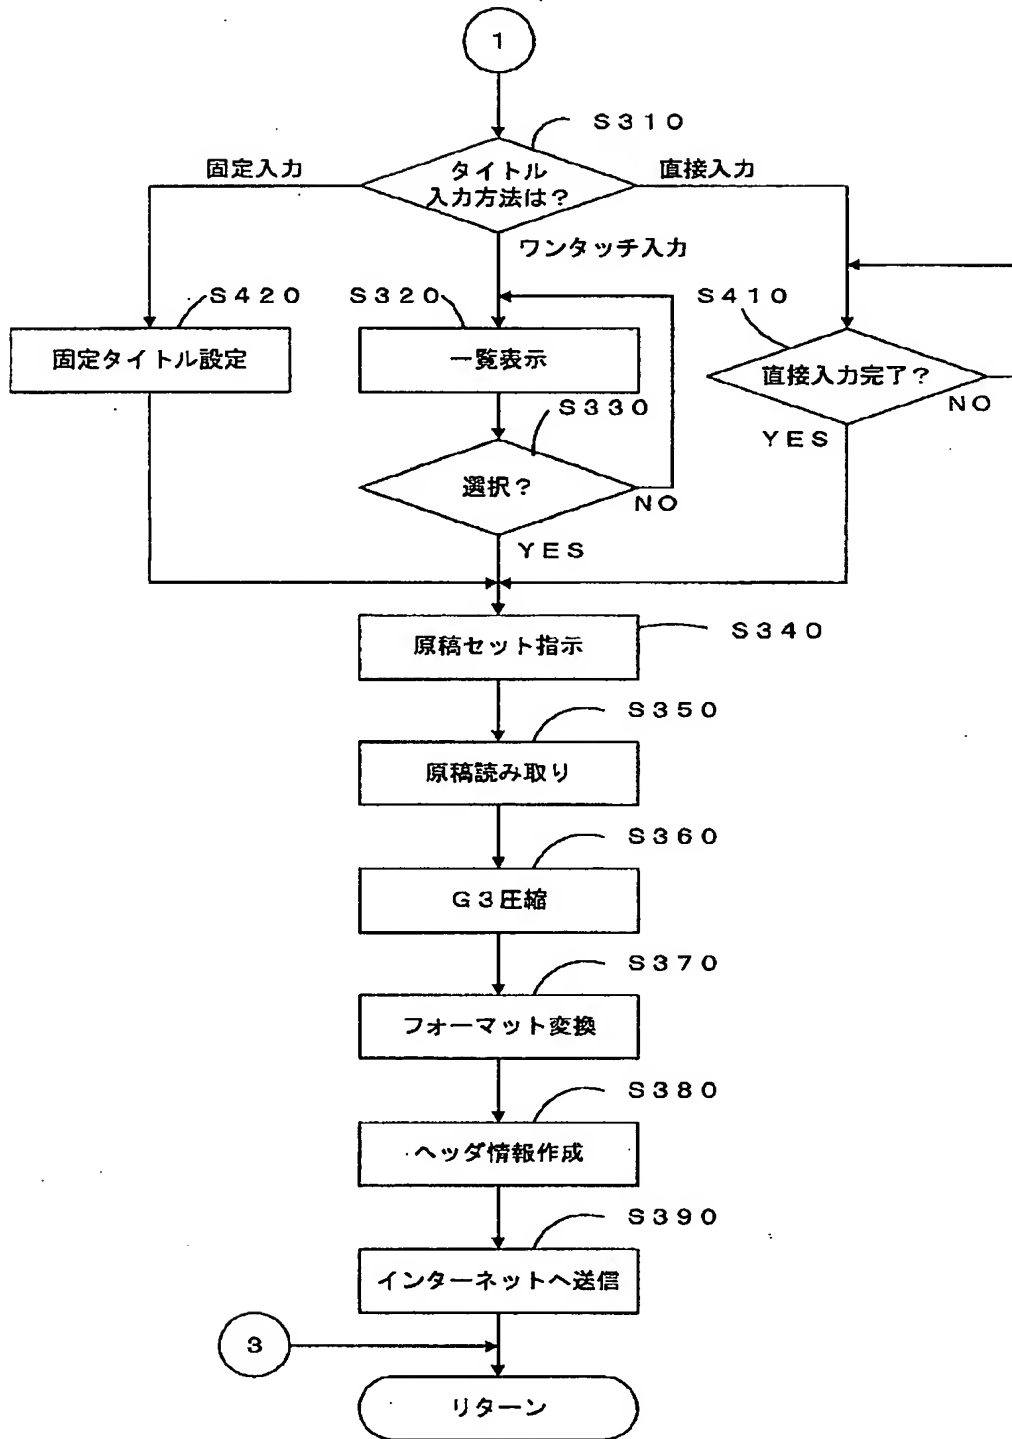 1
S310
固定入力
タイトル
入力方法は?
直接入力
ワンタッチ入力
S420
S320
S410
固定タイトル設定
一覧表示
直接入力完了?
NO
S330
YES
選択?
NO
YES
原稿セット指示
S340
S350
原稿読み取り
S360
G3圧縮
S370
フォーマット変換
S380
ヘッダ情報作成
S390
インターネットへ送信
3
リターン